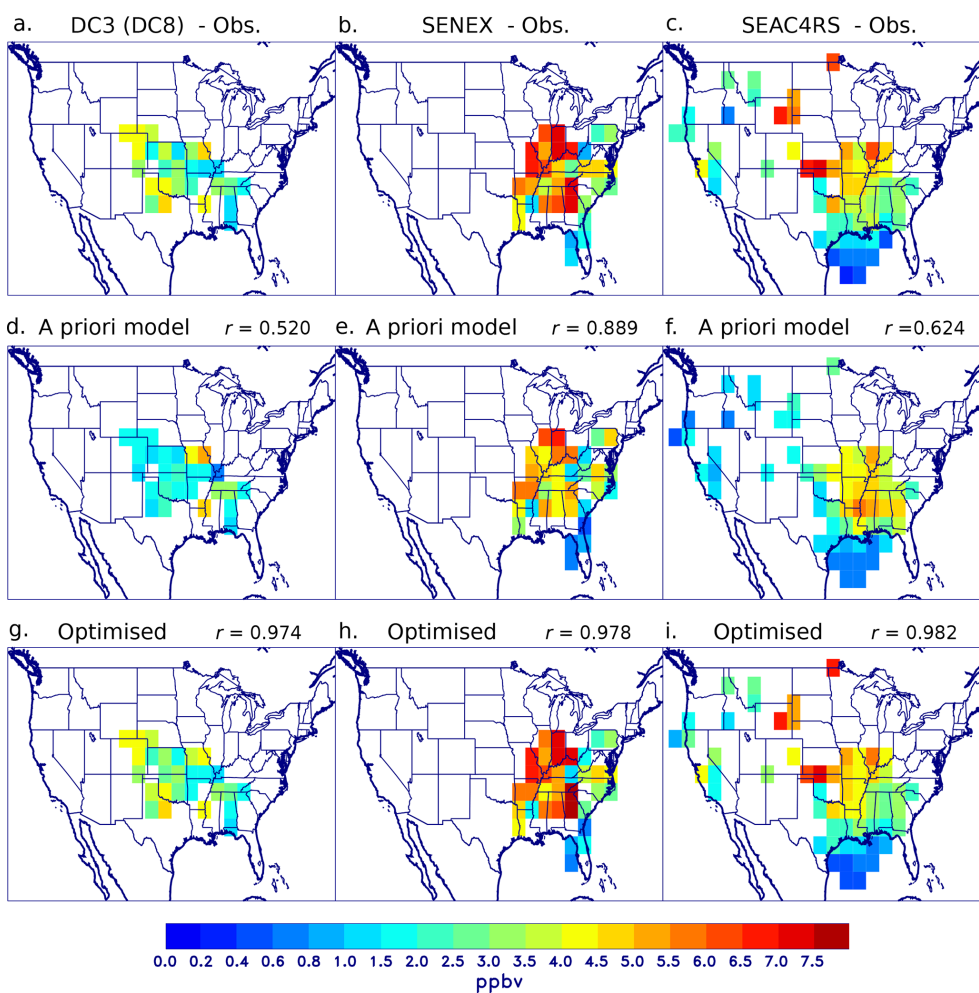 a. DC3 (DC8) - Obs.
b. SENEX - Obs.
c. SEAC4RS - Obs.
d. A priori model r = 0.520
e. A priori model r = 0.889
f. A priori model r =0.624
g. Optimised r = 0.974
h. Optimised r = 0.978
i. Optimised r = 0.982
0.0 0.2 0.4 0.6 0.8 1.0 1.5 2.0 2.5 3.0 3.5 4.0 4.5 5.0 5.5 6.0 6.5 7.0 7.5
ppbv